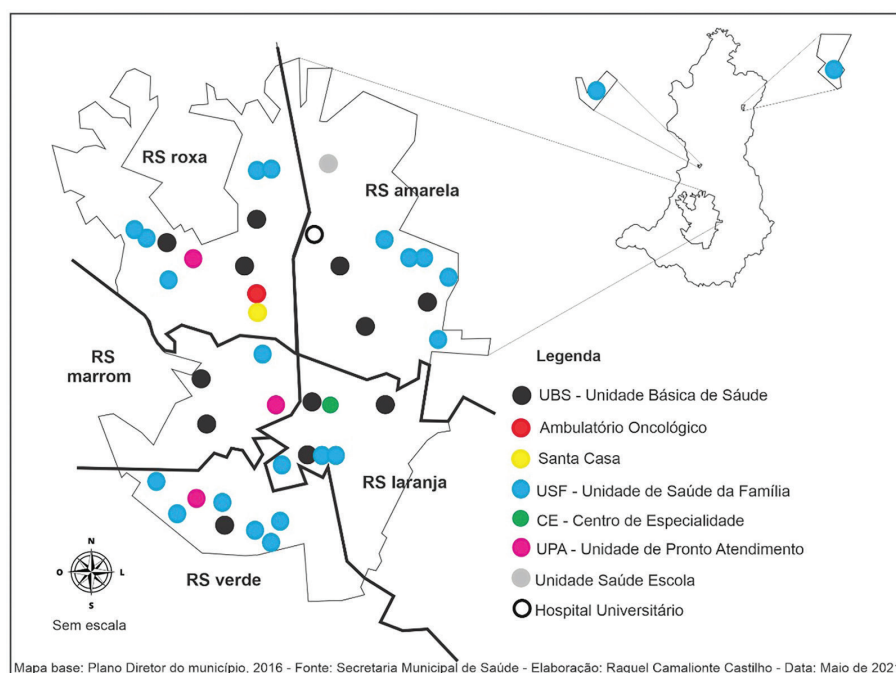 RS roxa
RS amarela
RS
marrom
RS laranja
RS verde
N
O
L
S
Sem escala
Legenda
UBS - Unidade Básica de Sáude
Ambulatório Oncológico
Santa Casa
USF - Unidade de Saúde da Família
CE - Centro de Especialidade
UPA - Unidade de Pronto Atendimento
Unidade Saúde Escola
Hospital Universitário
Mapa base: Plano Diretor do município, 2016 - Fonte: Secretaria Municipal de Saúde - Elaboração: Raquel Camalionte Castilho - Data: Maio de 2021